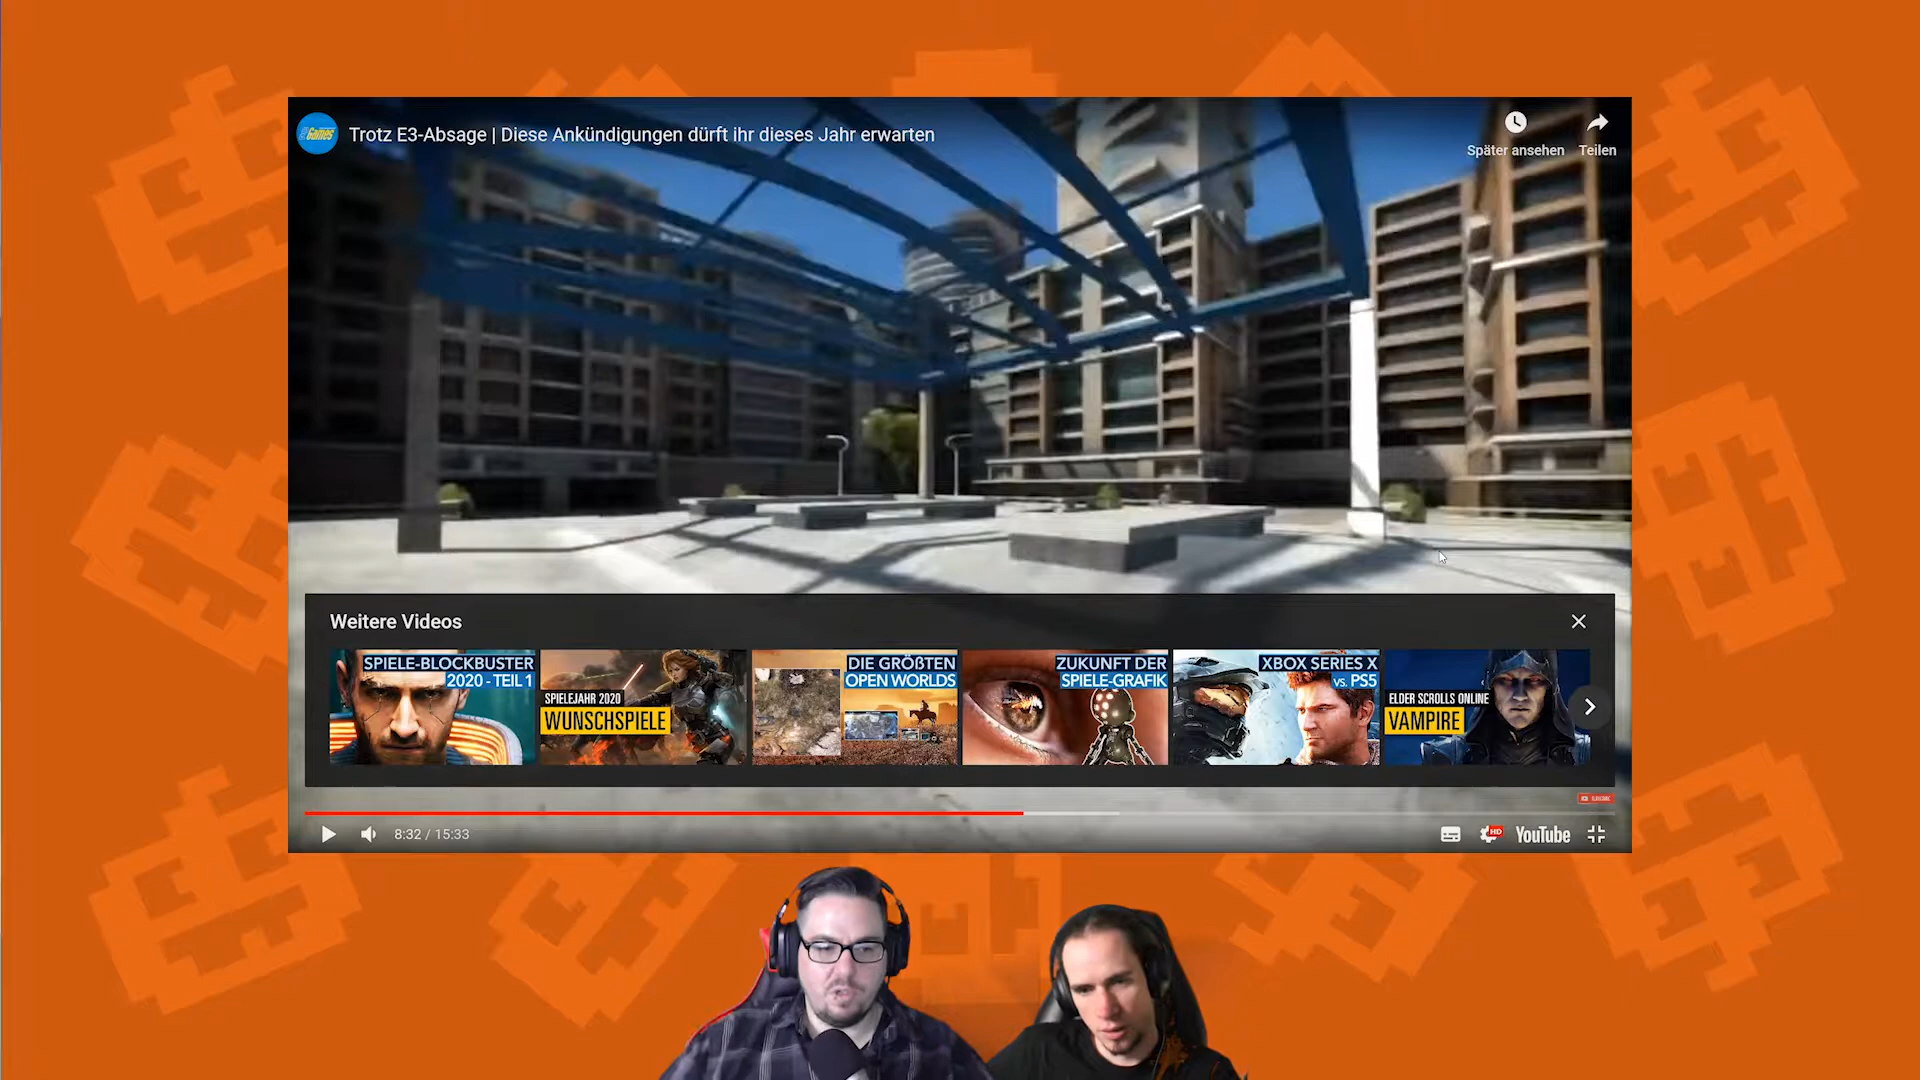 Games
Trotz E3-Absage | Diese Ankündigungen dürft ihr dieses Jahr erwarten
Später ansehen
Teilen
Weitere Videos
SPIELE-BLOCKBUSTER
2020 - TEIL 1
SPIELEJAHR 2020
WUNSCHSPIELE
DIE GRÖßTEN
OPEN WORLDS
ZUKUNFT DER
SPIELE-GRAFIK
XBOX SERIES X
vs. PS5
ELDER SCROLLS ONLINE
VAMPIRE
8:32 / 15:33
HD
YouTube